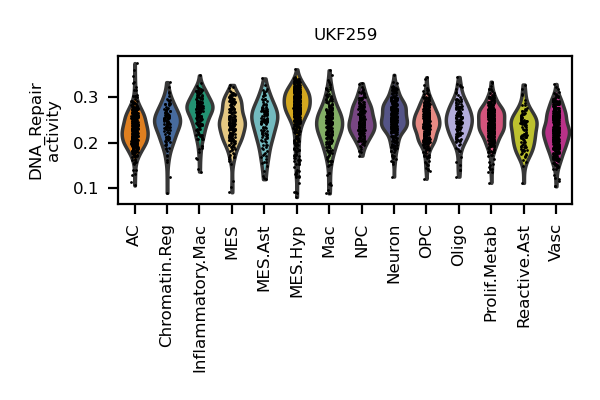 UKF259
DNA_Repair
activity
0.3
0.2
0.1
AC
Chromatin.Reg
Inflammatory.Mac
MES
MES.Ast
MES.Hyp
Mac
NPC
Neuron
OPC
Oligo
Prolif.Metab
Reactive.Ast
Vasc